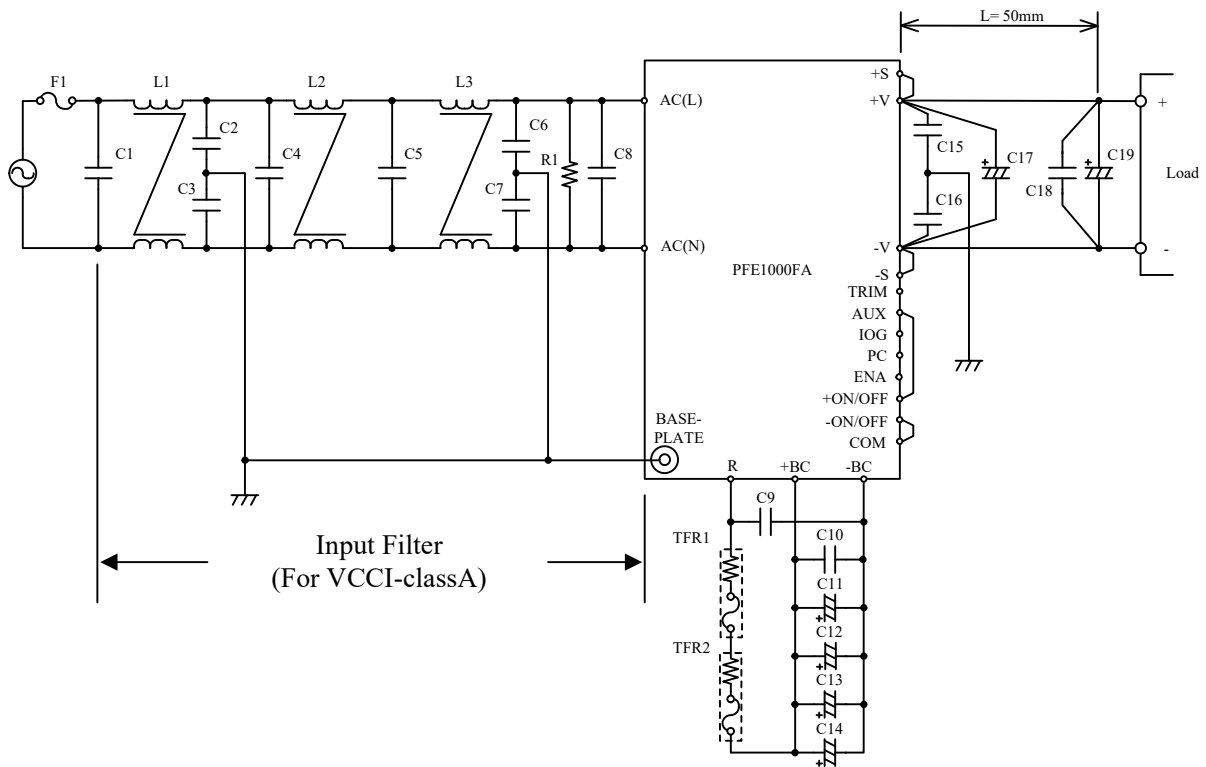 L= 50mm
F1
L1
L2
L3
+S
AC(L)
+V
+
C2
C6
C1
C4
C5
R1
C8
C15
C17
C19
C3
C7
C16
C18
Load
AC(N)
-V
-
PFE1000FA
-S
TRIM
AUX
IOG
PC
ENA
+ON/OFF
-ON/OFF
COM
BASE-
PLATE
R
+BC
-BC
C9
TFR1
C10
C11
+
C12
+
TFR2
C13
+
C14
+
+
+
Input Filter
(For VCCI-classA)